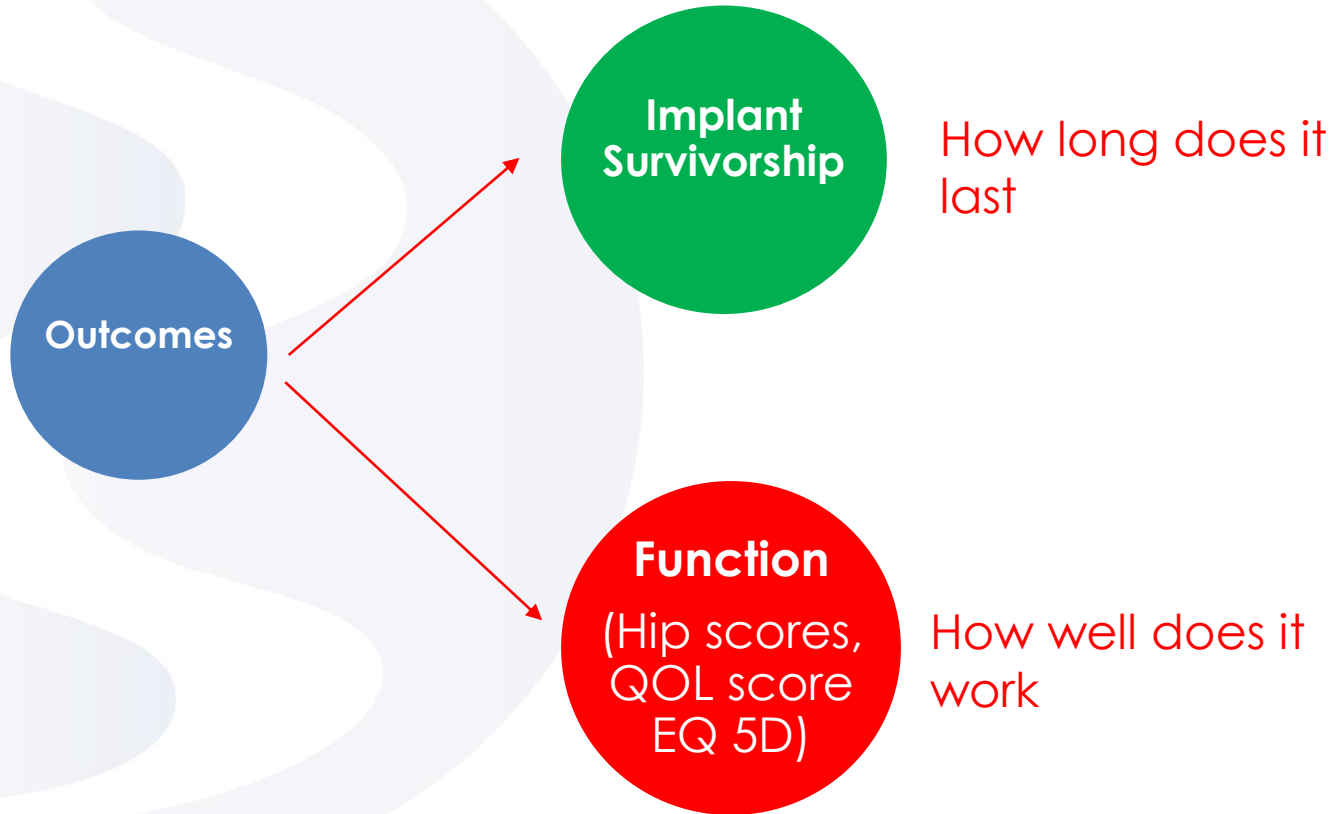 Implant
Survivorship
How long does it
last
Outcomes
Function
(Hip scores,
QOL score
EQ 5D)
How well does it
work